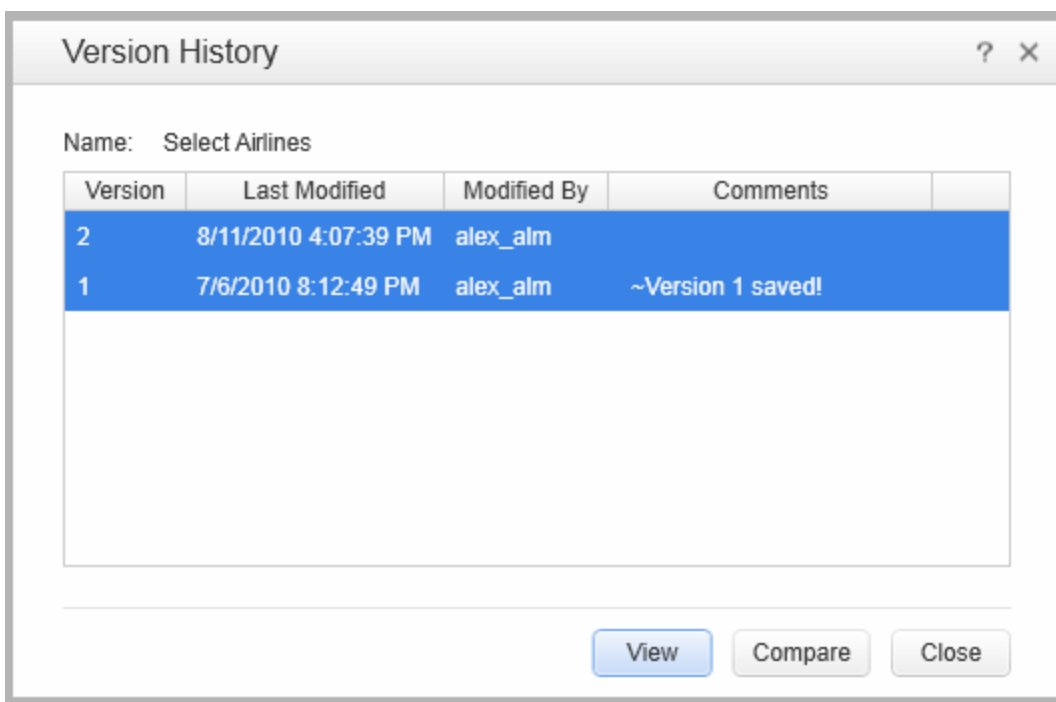 Version History ?
Name: Select Airlines
Version Last Modified Modified By Comments
2 8/11/2010 4:07:39 PM alex_alm
1 7/6/2010 8:12:49 PM alex_alm ~Version 1 saved!
View Compare Close